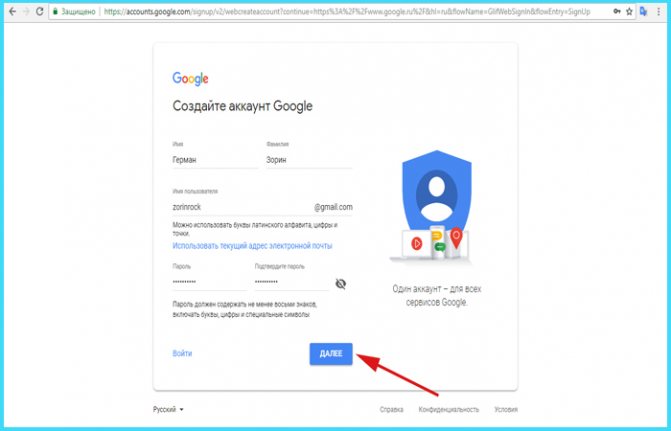 Защищено https://accounts.google.com/signup/v2/webcreateaccount?continue=https%3A%2F%2Fwww.google.ru%2F&hl=ru&flowName=GlifWebSignIn&flowEntry=SignUp
Google
Создайте аккаунт Google
Имя Фамилия
Герман Зорин
Имя пользователя
zorinrock @gmail.com
Можно использовать буквы латинского алфавита, цифры и
точки.
Использовать текущий адрес электронной почты
Пароль Подтвердите пароль
•••••••••• ••••••••••
Пароль должен содержать не менее восьми знаков,
включать буквы, цифры и специальные символы
Войти ДАЛЕЕ
Один аккаунт – для всех
сервисов Google.
Русский Справка Конфиденциальность Условия